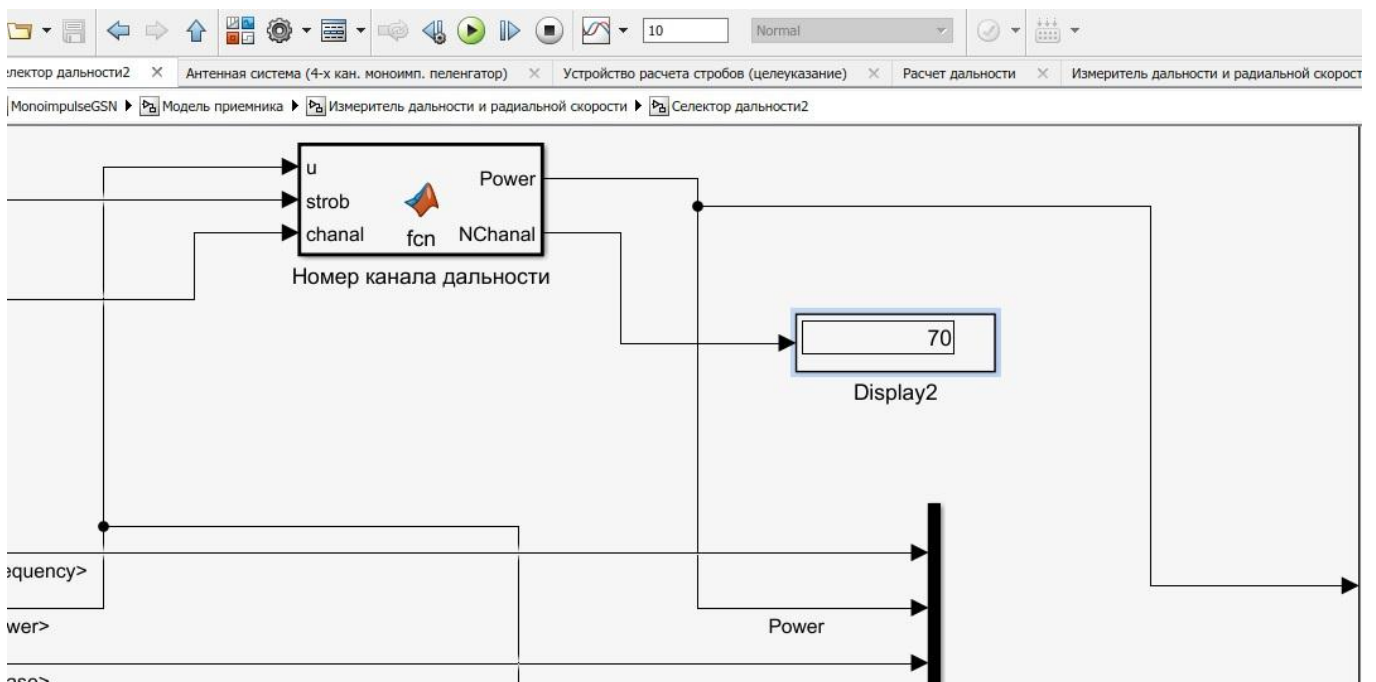 10 Normal
электор дальности2 Антенная система (4-х кан. моноимп. пеленгатор) Устройство расчета стробов (целеуказание) Расчет дальности Измеритель дальности и радиальной скорост
MonoimpulseGSN Модель приемника Измеритель дальности и радиальной скорости Селектор дальности2
u
Power
strob
chanal fcn NChanal
Номер канала дальности
70
Display2
equency>
wer>
Power
ase>